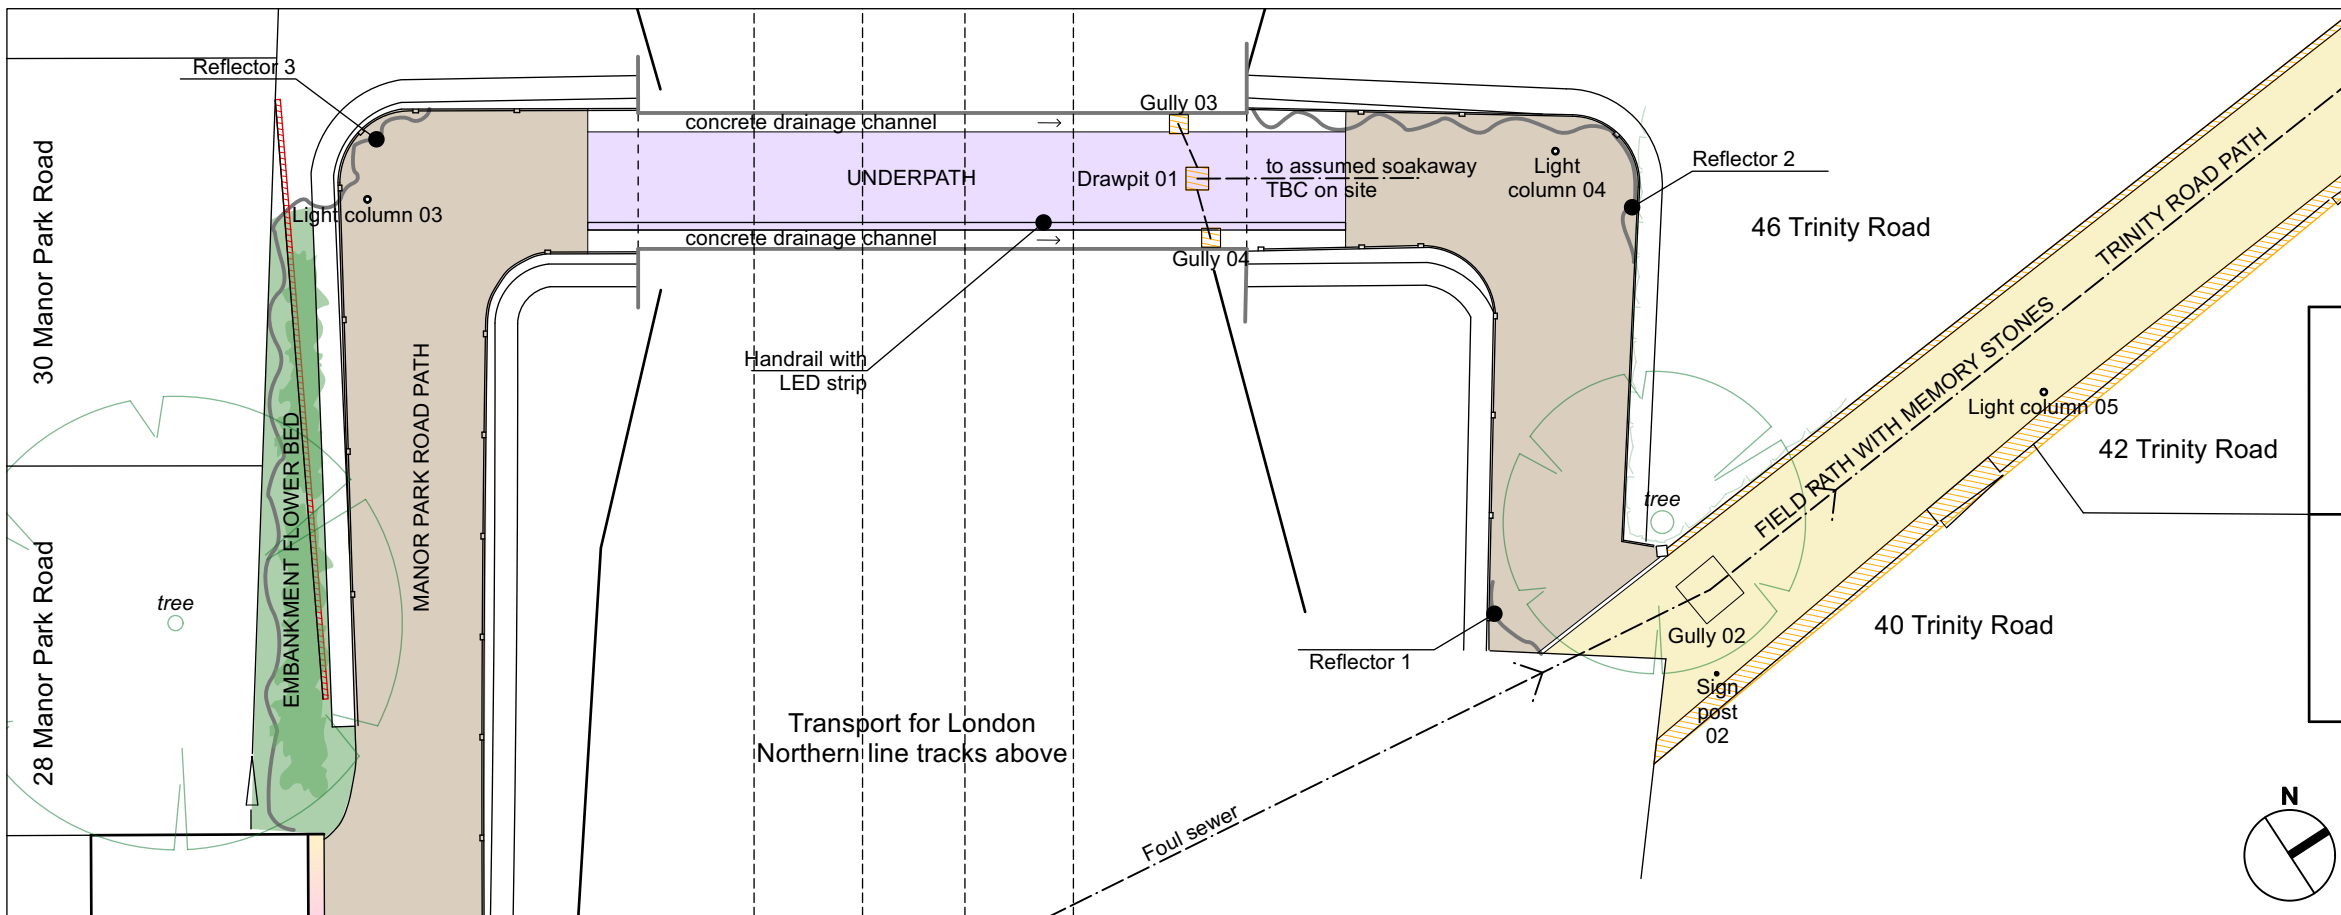 Reflector 3
concrete drainage channel
Gully 03
30 Manor Park Road
Light column 03
UNDERPATH
Drawpit 01
to assumed soakaway
TBC on site
Light
column 04
Reflector 2
46 Trinity Road
TRINITY ROAD PATH
concrete drainage channel
Gully 04
Handrail with
LED strip
MANOR PARK ROAD PATH
EMBANKMENT FLOWER BED
FIELD PATH WITH MEMORY STONES
Light column 05
42 Trinity Road
tree
28 Manor Park Road
tree
Gully 02
40 Trinity Road
Reflector 1
Sign
post
02
Transport for London
Northern line tracks above
Foul sewer
N